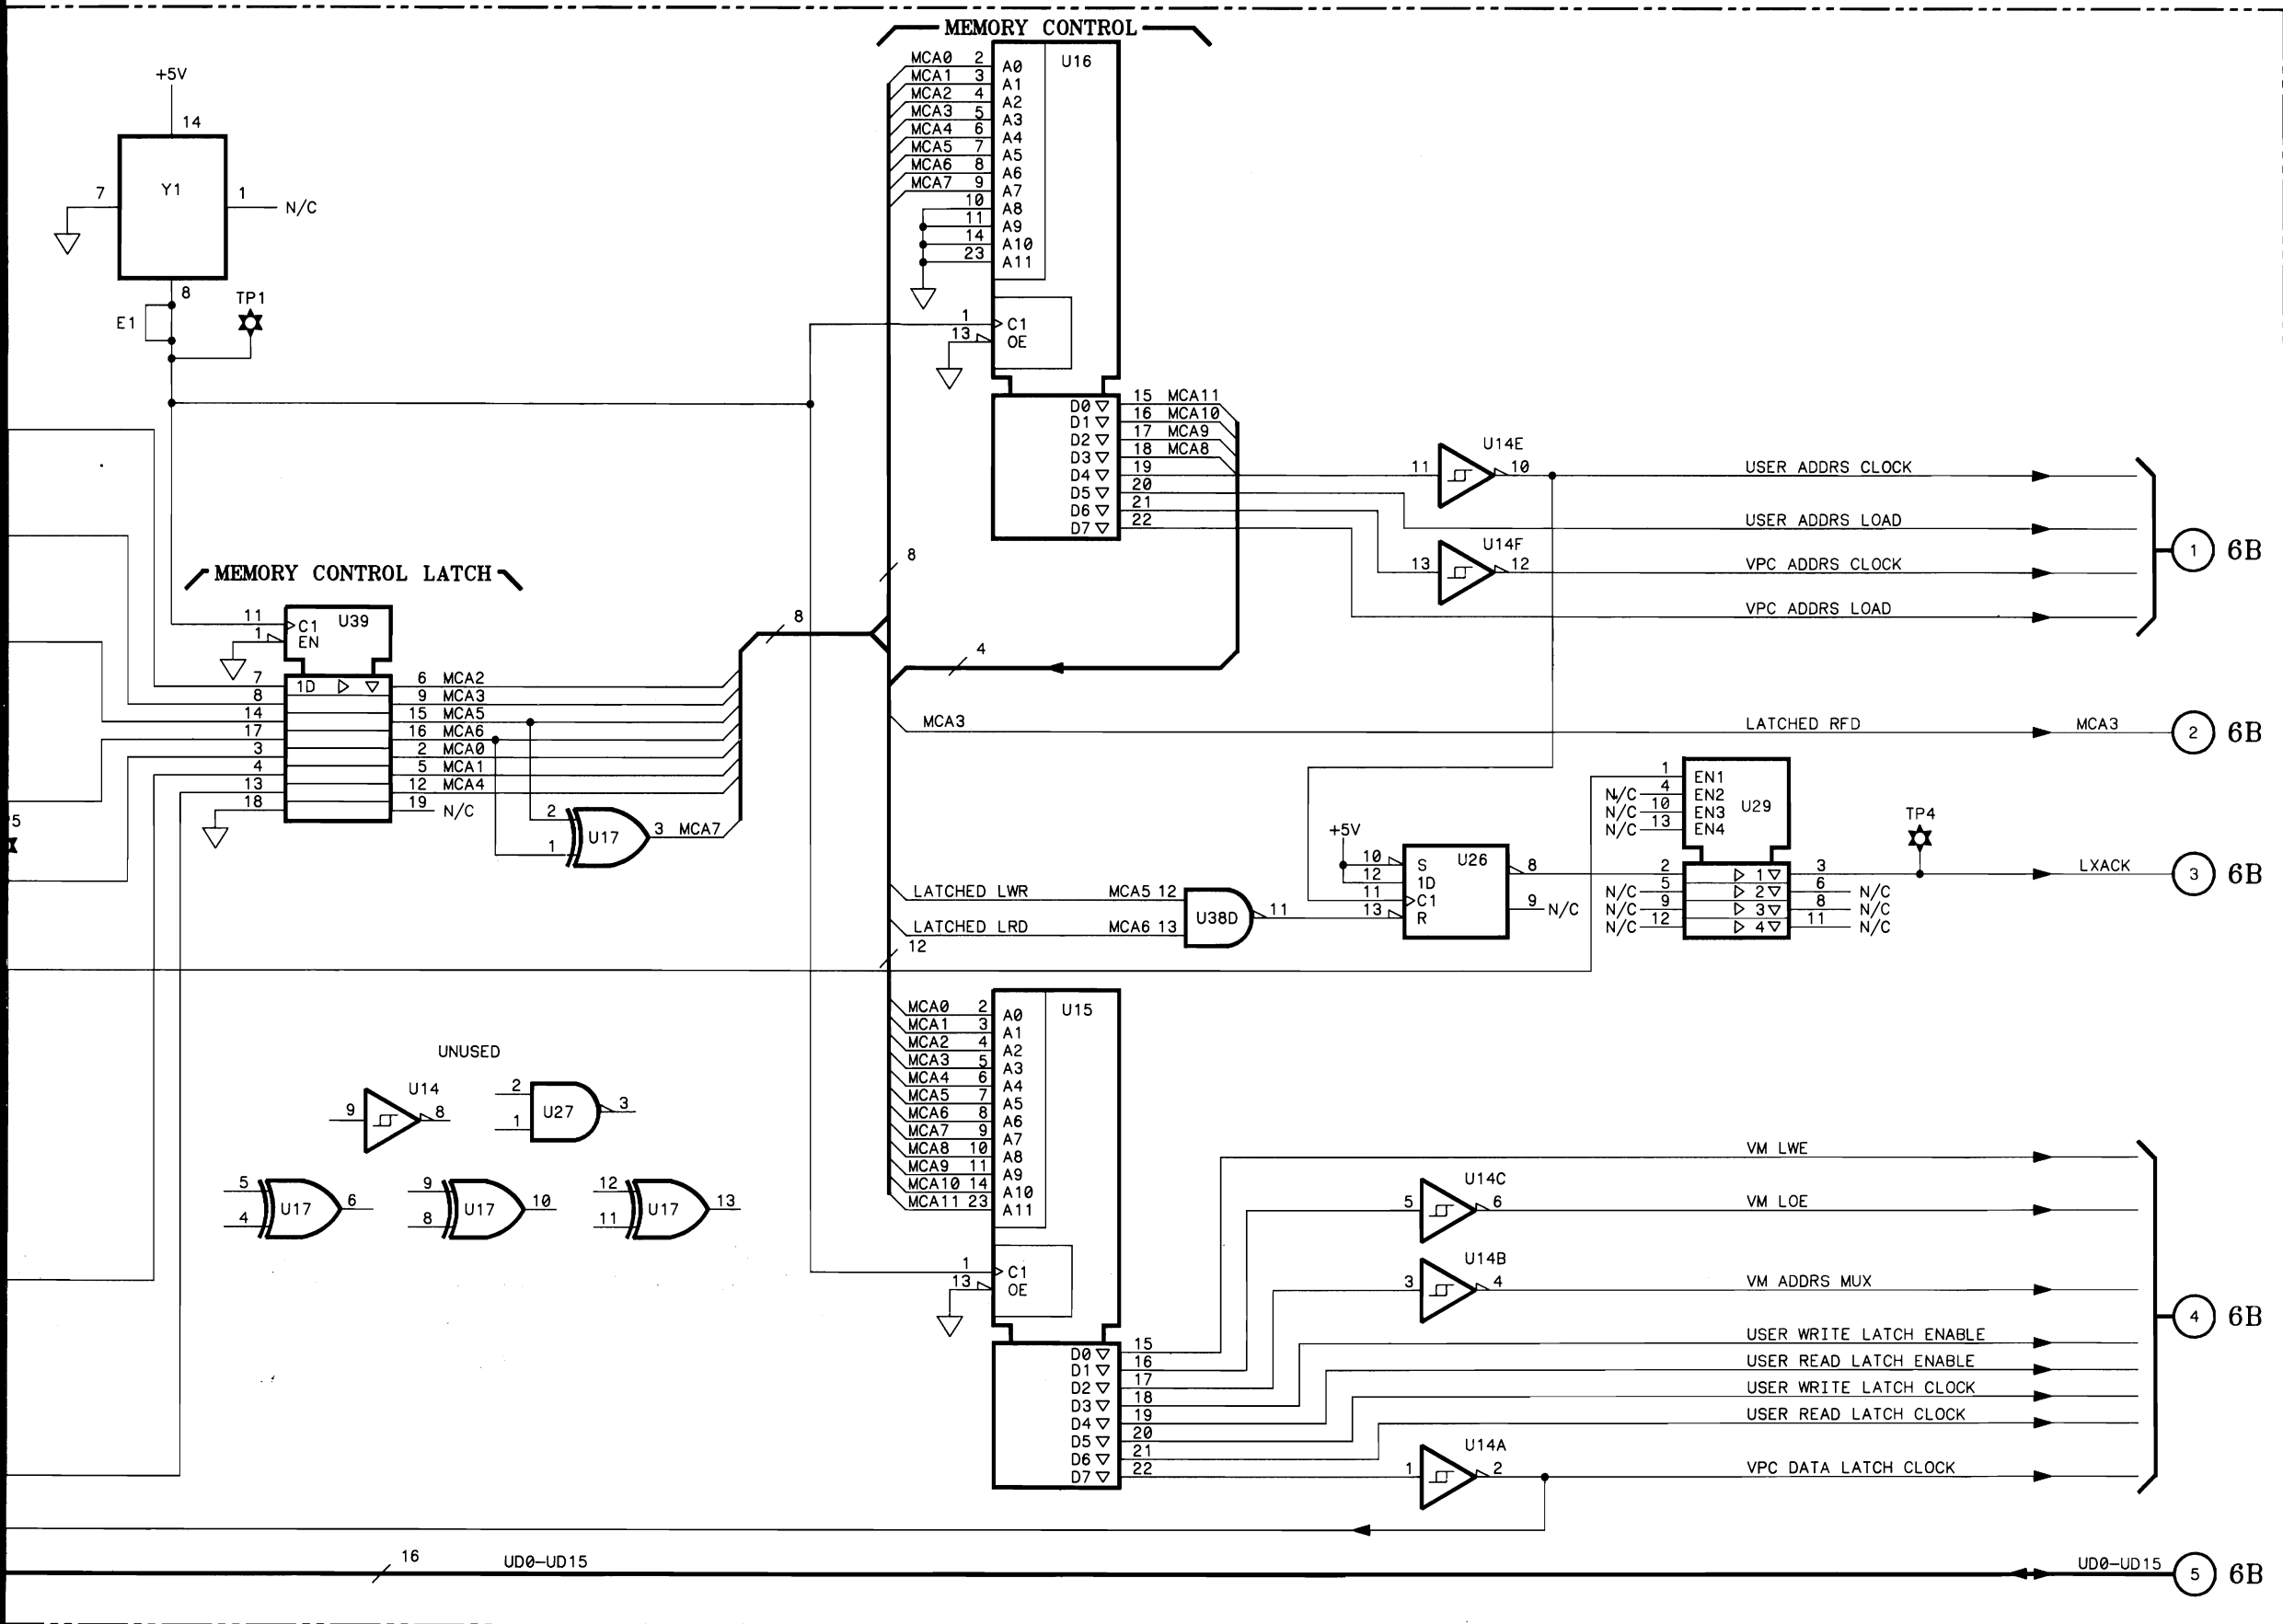 MEMORY CONTROL
U16
MCA0 2 A0
MCA1 3 A1
MCA2 4 A2
MCA3 5 A3
MCA4 6 A4
MCA5 7 A5
MCA6 8 A6
MCA7 9 A7
10 A8
11 A9
14 A10
23 A11
1 C1
13 OE
D0 15 MCA11
D1 16 MCA10
D2 17 MCA9
D3 18 MCA8
D4 19
D5 20
D6 21
D7 22
+5V
14
Y1
7
1 N/C
8
TP1
E1
U14E
11 10 USER ADDRS CLOCK
USER ADDRS LOAD
U14F
13 12 VPC ADDRS CLOCK
VPC ADDRS LOAD
1 6B
8
8
4
MEMORY CONTROL LATCH
U39
11 C1
1 EN
7 1D 6 MCA2
8 9 MCA3
14 15 MCA5
17 16 MCA6
3 2 MCA0
4 5 MCA1
13 12 MCA4
18 19 N/C
2
1 U17 3 MCA7
P5
MCA3 LATCHED RFD MCA3 2 6B
U29
1 EN1
N/C 4 EN2
N/C 10 EN3
N/C 13 EN4
TP4
+5V
U26
10 S
12 1D
11 C1
13 R
8
9 N/C
2 1 3 LXACK 3 6B
N/C 5 2 6 N/C
N/C 9 3 8 N/C
N/C 12 4 11 N/C
LATCHED LWR MCA5 12
U38D 11
LATCHED LRD MCA6 13
12
U15
MCA0 2 A0
MCA1 3 A1
MCA2 4 A2
MCA3 5 A3
MCA4 6 A4
MCA5 7 A5
MCA6 8 A6
MCA7 9 A7
MCA8 10 A8
MCA9 11 A9
MCA10 14 A10
MCA11 23 A11
1 C1
13 OE
D0 15
D1 16
D2 17
D3 18
D4 19
D5 20
D6 21
D7 22
UNUSED
U14
9 8
2
1 U27 3
5
4 U17 6
9
8 U17 10
12
11 U17 13
VM LWE
U14C
5 6 VM LOE
U14B
3 4 VM ADDRS MUX
USER WRITE LATCH ENABLE
USER READ LATCH ENABLE
USER WRITE LATCH CLOCK
USER READ LATCH CLOCK
U14A
1 2 VPC DATA LATCH CLOCK
4 6B
16 UD0-UD15 UD0-UD15 5 6B